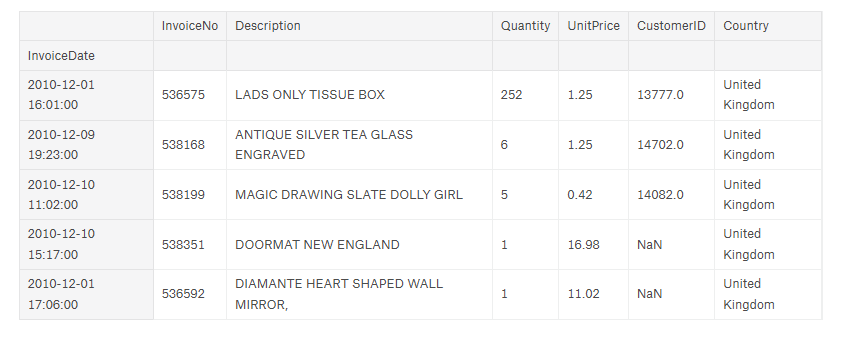 InvoiceNo Description Quantity UnitPrice CustomerID Country
InvoiceDate
2010-12-01 16:01:00 536575 LADS ONLY TISSUE BOX 252 1.25 13777.0 United Kingdom
2010-12-09 19:23:00 538168 ANTIQUE SILVER TEA GLASS ENGRAVED 6 1.25 14702.0 United Kingdom
2010-12-10 11:02:00 538199 MAGIC DRAWING SLATE DOLLY GIRL 5 0.42 14082.0 United Kingdom
2010-12-10 15:17:00 538351 DOORMAT NEW ENGLAND 1 16.98 NaN United Kingdom
2010-12-01 17:06:00 536592 DIAMANTE HEART SHAPED WALL MIRROR, 1 11.02 NaN United Kingdom